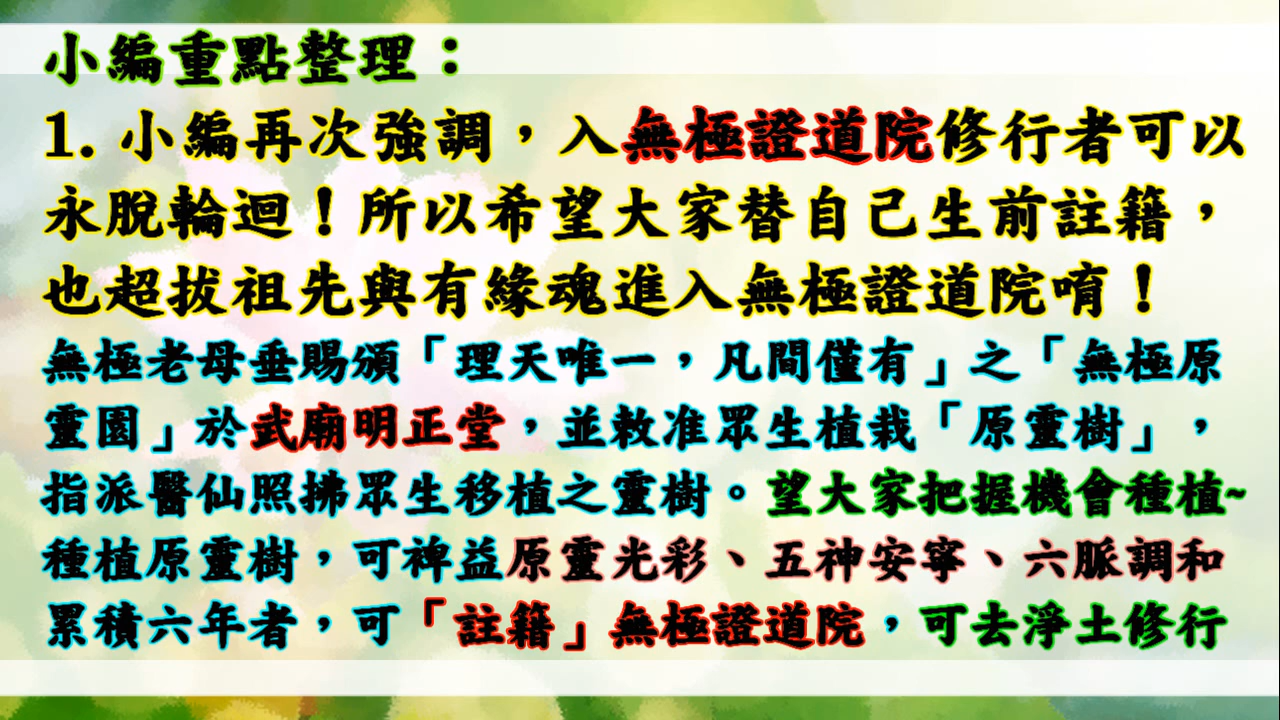 小編重點整理：
1. 小編再次強調，入無極證道院修行者可以
永脫輪迴！所以希望大家替自己生前註籍，
也超拔祖先與有緣魂進入無極證道院唷！
無極老母垂賜頒「理天唯一，凡間僅有」之「無極原
靈園」於武廟明正堂，並敕准眾生植栽「原靈樹」，
指派醫仙照拂眾生移植之靈樹。望大家把握機會種植~
種植原靈樹，可裨益原靈光彩、五神安寧、六脈調和
累積六年者，可「註籍」無極證道院，可去淨土修行